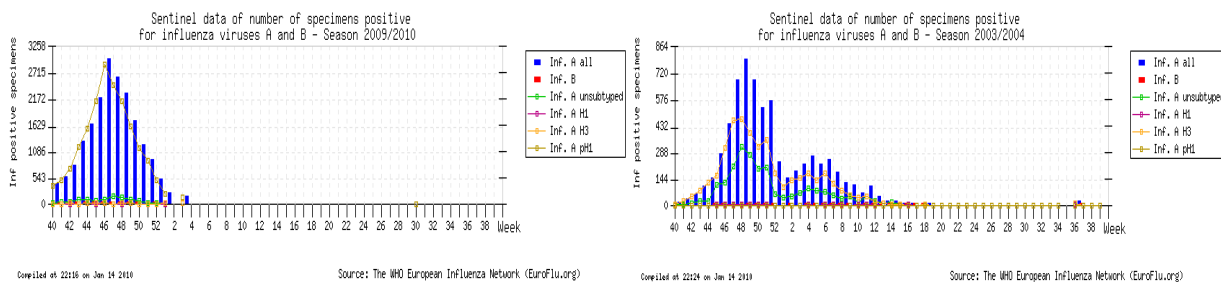 Sentinel data of number of specimens positive
for influenza viruses A and B - Season 2009/2010
Inf positive specimens
3258
2715
2172
1629
1086
543
0
40 42 44 46 48 50 52 2 4 6 8 10 12 14 16 18 20 22 24 26 28 30 32 34 36 38 Week
Inf. A all
Inf. B
Inf. A unsubtyped
Inf. A H1
Inf. A H3
Inf. A pH1
Compiled at 22:16 on Jan 14 2010
Source: The WHO European Influenza Network (EuroFlu.org)
Sentinel data of number of specimens positive
for influenza viruses A and B - Season 2003/2004
Inf positive specimens
864
720
576
432
288
144
0
40 42 44 46 48 50 52 2 4 6 8 10 12 14 16 18 20 22 24 26 28 30 32 34 36 38 Week
Inf. A all
Inf. B
Inf. A unsubtyped
Inf. A H1
Inf. A H3
Inf. A pH1
Compiled at 22:24 on Jan 14 2010
Source: The WHO European Influenza Network (EuroFlu.org)